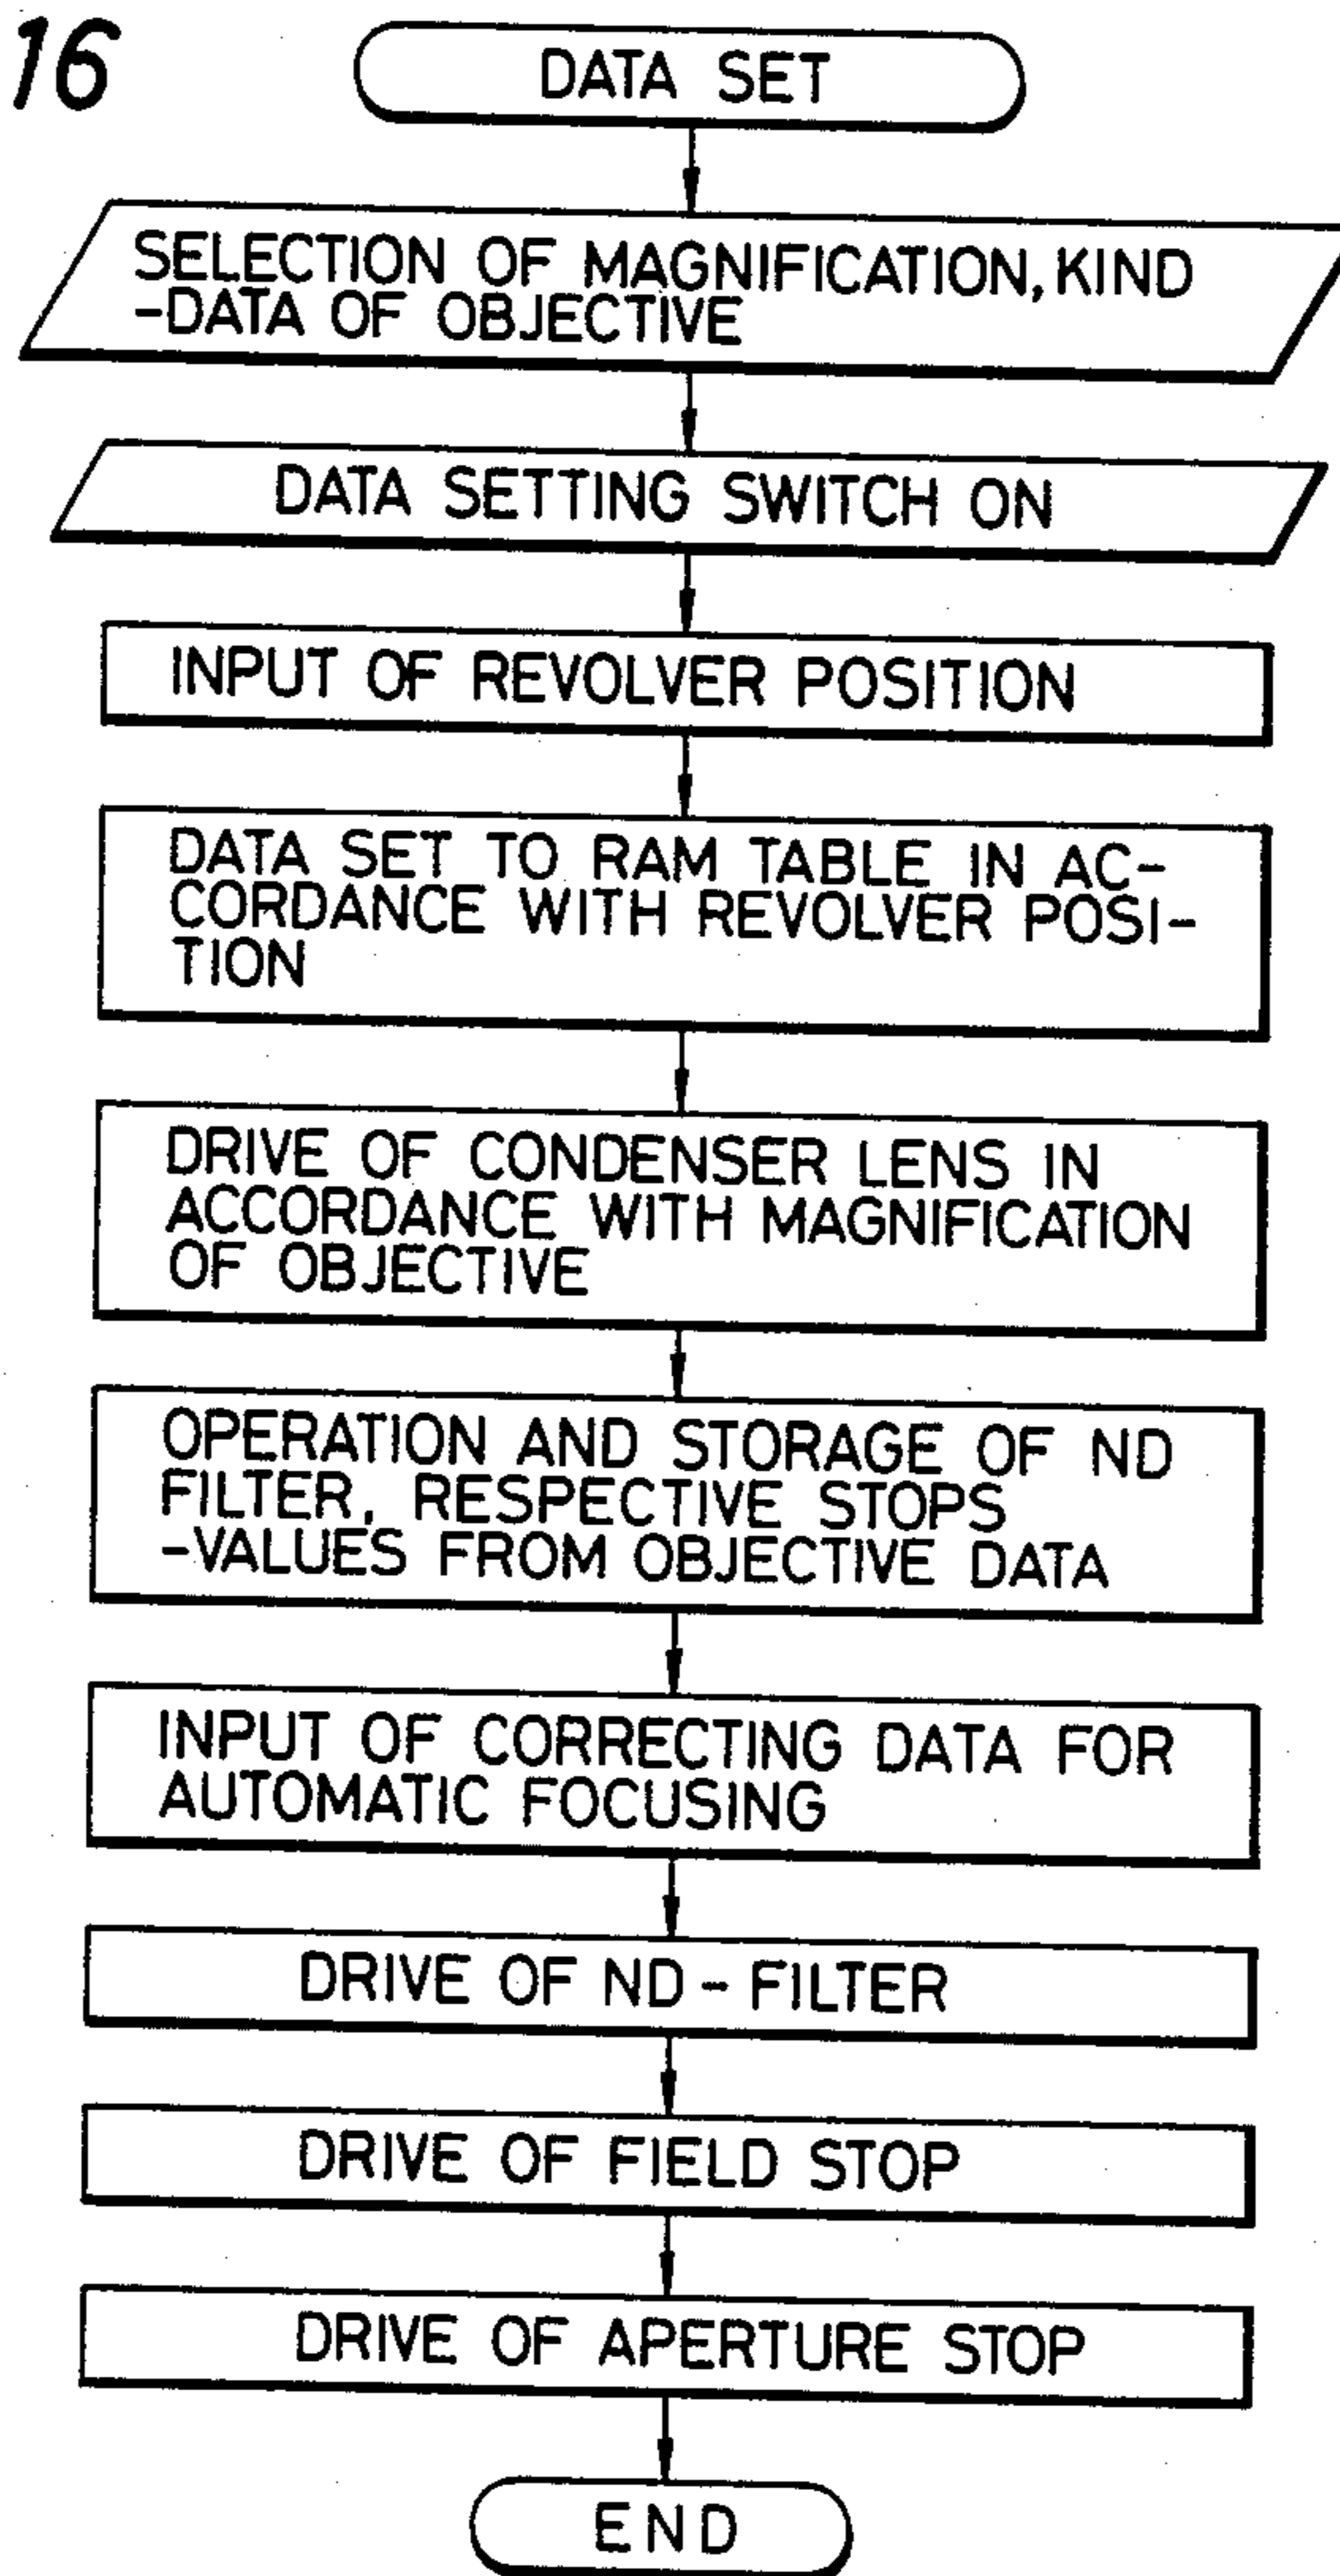 16
DATA SET
SELECTION OF MAGNIFICATION, KIND
-DATA OF OBJECTIVE
DATA SETTING SWITCH ON
INPUT OF REVOLVER POSITION
DATA SET TO RAM TABLE IN AC-
CORDANCE WITH REVOLVER POSI-
TION
DRIVE OF CONDENSER LENS IN
ACCORDANCE WITH MAGNIFICATION
OF OBJECTIVE
OPERATION AND STORAGE OF ND
FILTER, RESPECTIVE STOPS
-VALUES FROM OBJECTIVE DATA
INPUT OF CORRECTING DATA FOR
AUTOMATIC FOCUSING
DRIVE OF ND-FILTER
DRIVE OF FIELD STOP
DRIVE OF APERTURE STOP
END